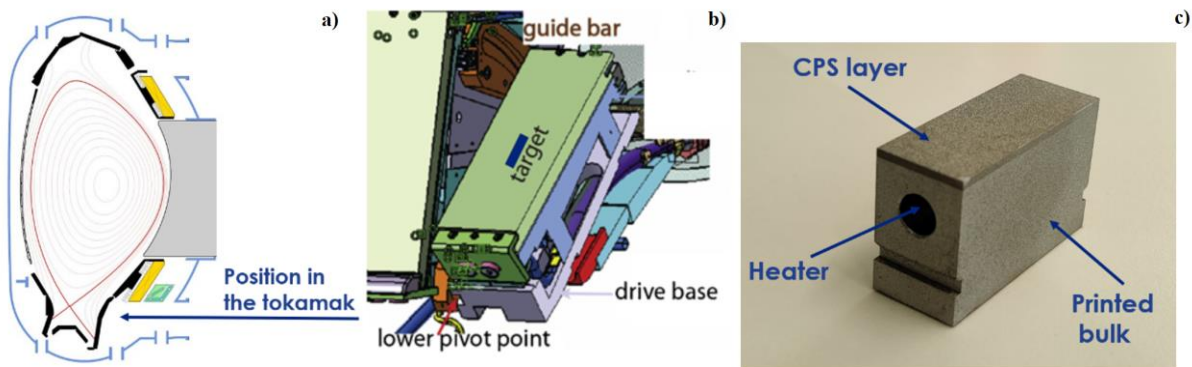 a)
Position in
the tokamak
b)
guide bar
target
drive base
lower pivot point
c)
CPS layer
Heater
Printed
bulk